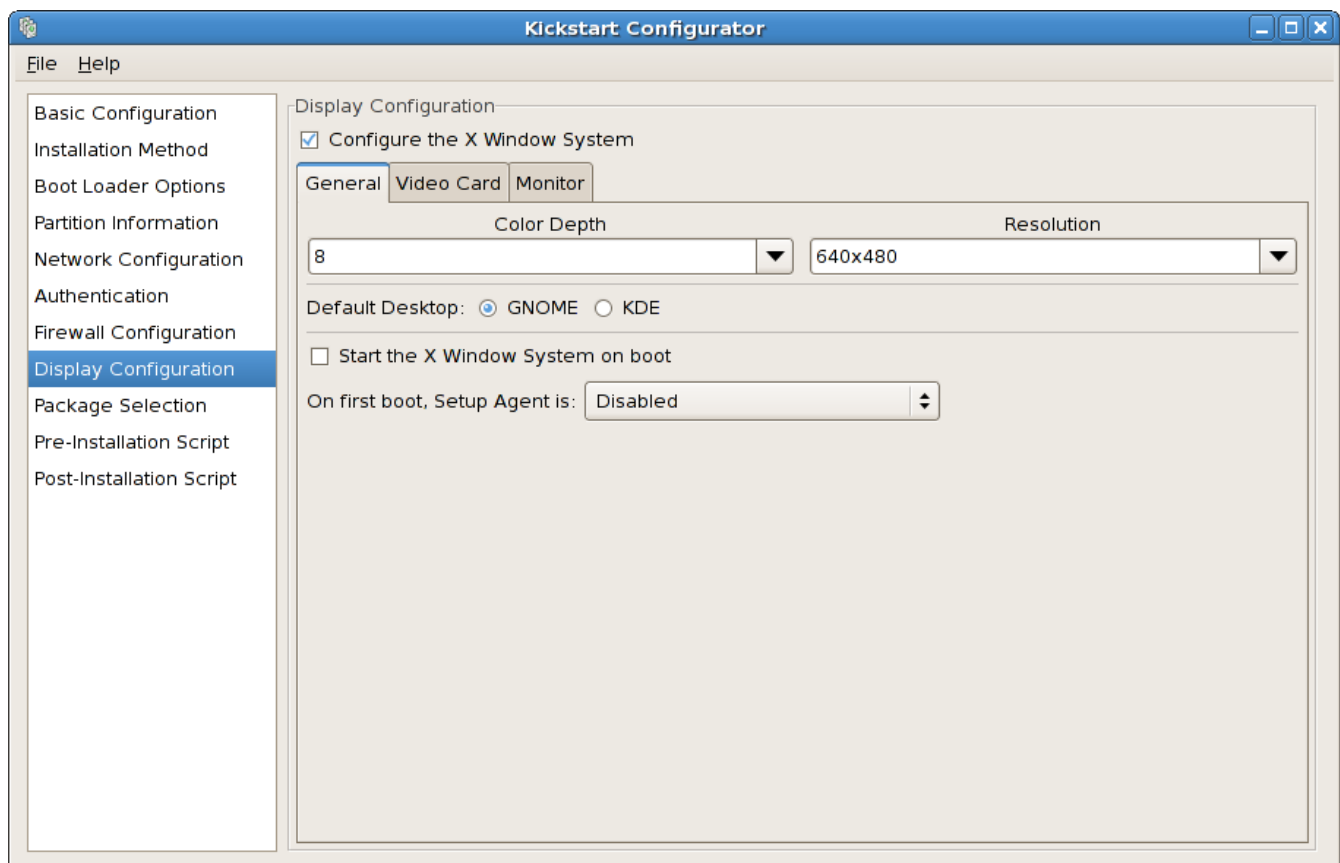 Kickstart Configurator
File Help
Basic Configuration
Installation Method
Boot Loader Options
Partition Information
Network Configuration
Authentication
Firewall Configuration
Display Configuration
Package Selection
Pre-Installation Script
Post-Installation Script
Display Configuration
Configure the X Window System
General Video Card Monitor
Color Depth Resolution
8 640x480
Default Desktop: GNOME KDE
Start the X Window System on boot
On first boot, Setup Agent is: Disabled